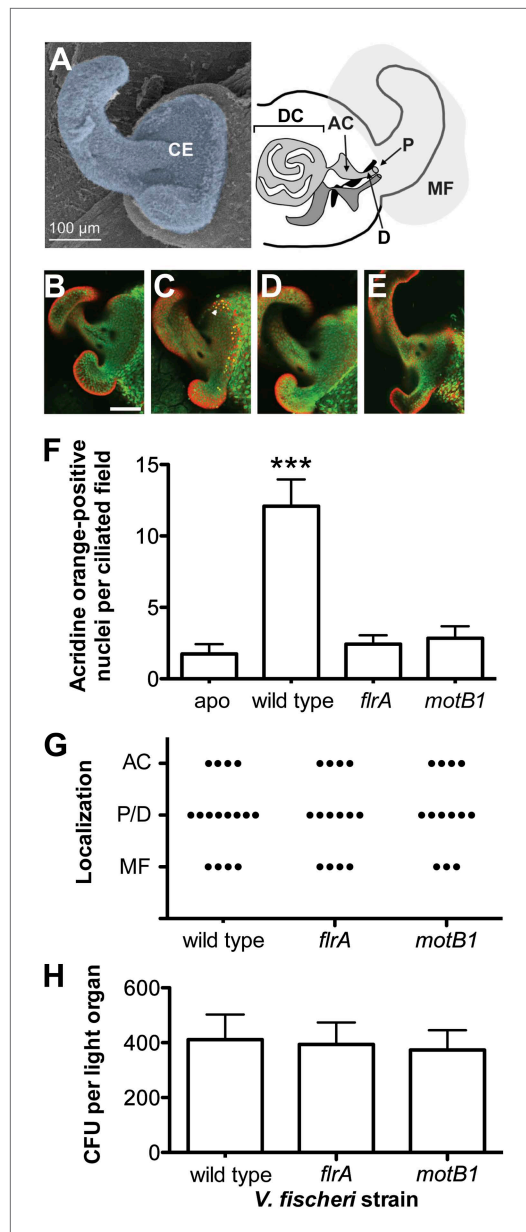 A
CE
100 µm
DC
AC
P
MF
D
B
C
D
E
F
Acridine orange-positive
nuclei per ciliated field
15
10
5
0
***
apo
wild type
flrA
motB1
G
Localization
AC
P/D
MF
wild type
flrA
motB1
H
CFU per light organ
600
400
200
0
wild type
flrA
motB1
V. fischeri strain